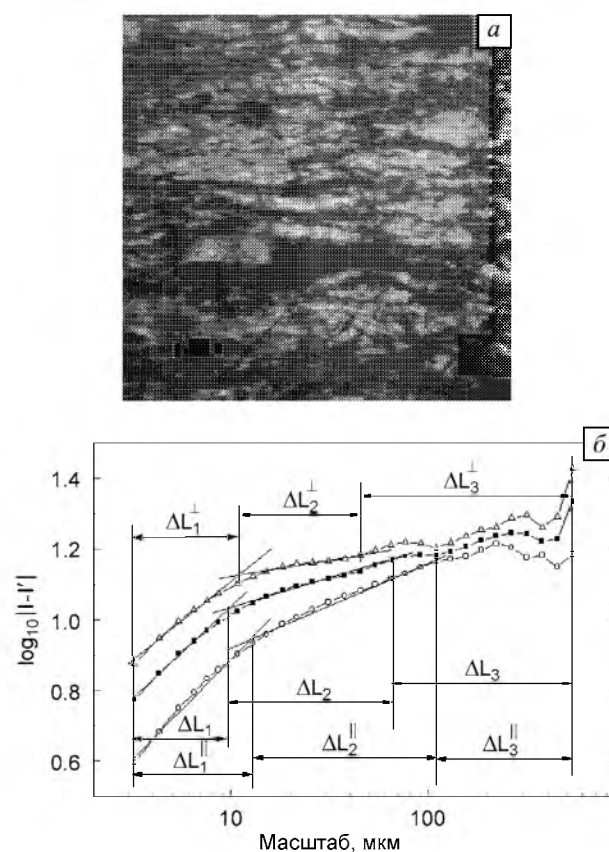 а
б
1.4
1.2
1.0
0.8
0.6
log₁₀|I-I'|
ΔL₁^⊥
ΔL₂^⊥
ΔL₃^⊥
ΔL₁
ΔL₂
ΔL₃
ΔL₁^||
ΔL₂^||
ΔL₃^||
10
100
Масштаб, мкм